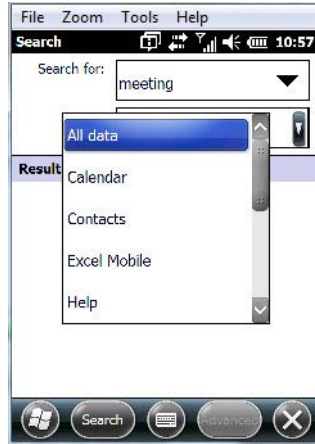 File Zoom Tools Help
Search 10:57
Search for:
meeting
All data
Result
Calendar
Contacts
Excel Mobile
Help
Search Advanced